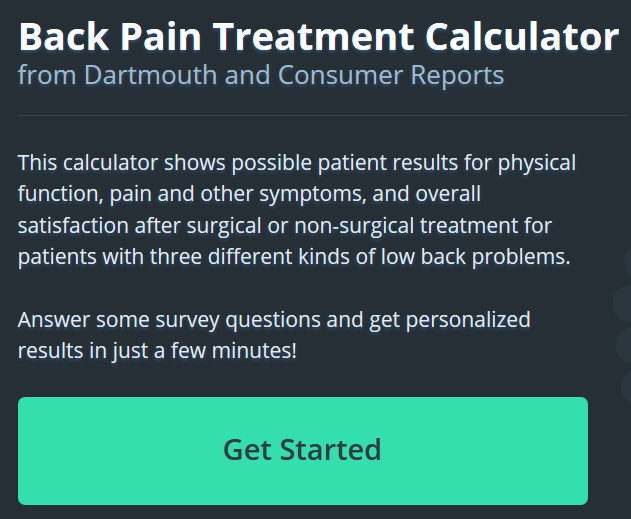 Back Pain Treatment Calculator
from Dartmouth and Consumer Reports
This calculator shows possible patient results for physical
function, pain and other symptoms, and overall
satisfaction after surgical or non-surgical treatment for
patients with three different kinds of low back problems.
Answer some survey questions and get personalized
results in just a few minutes!
Get Started